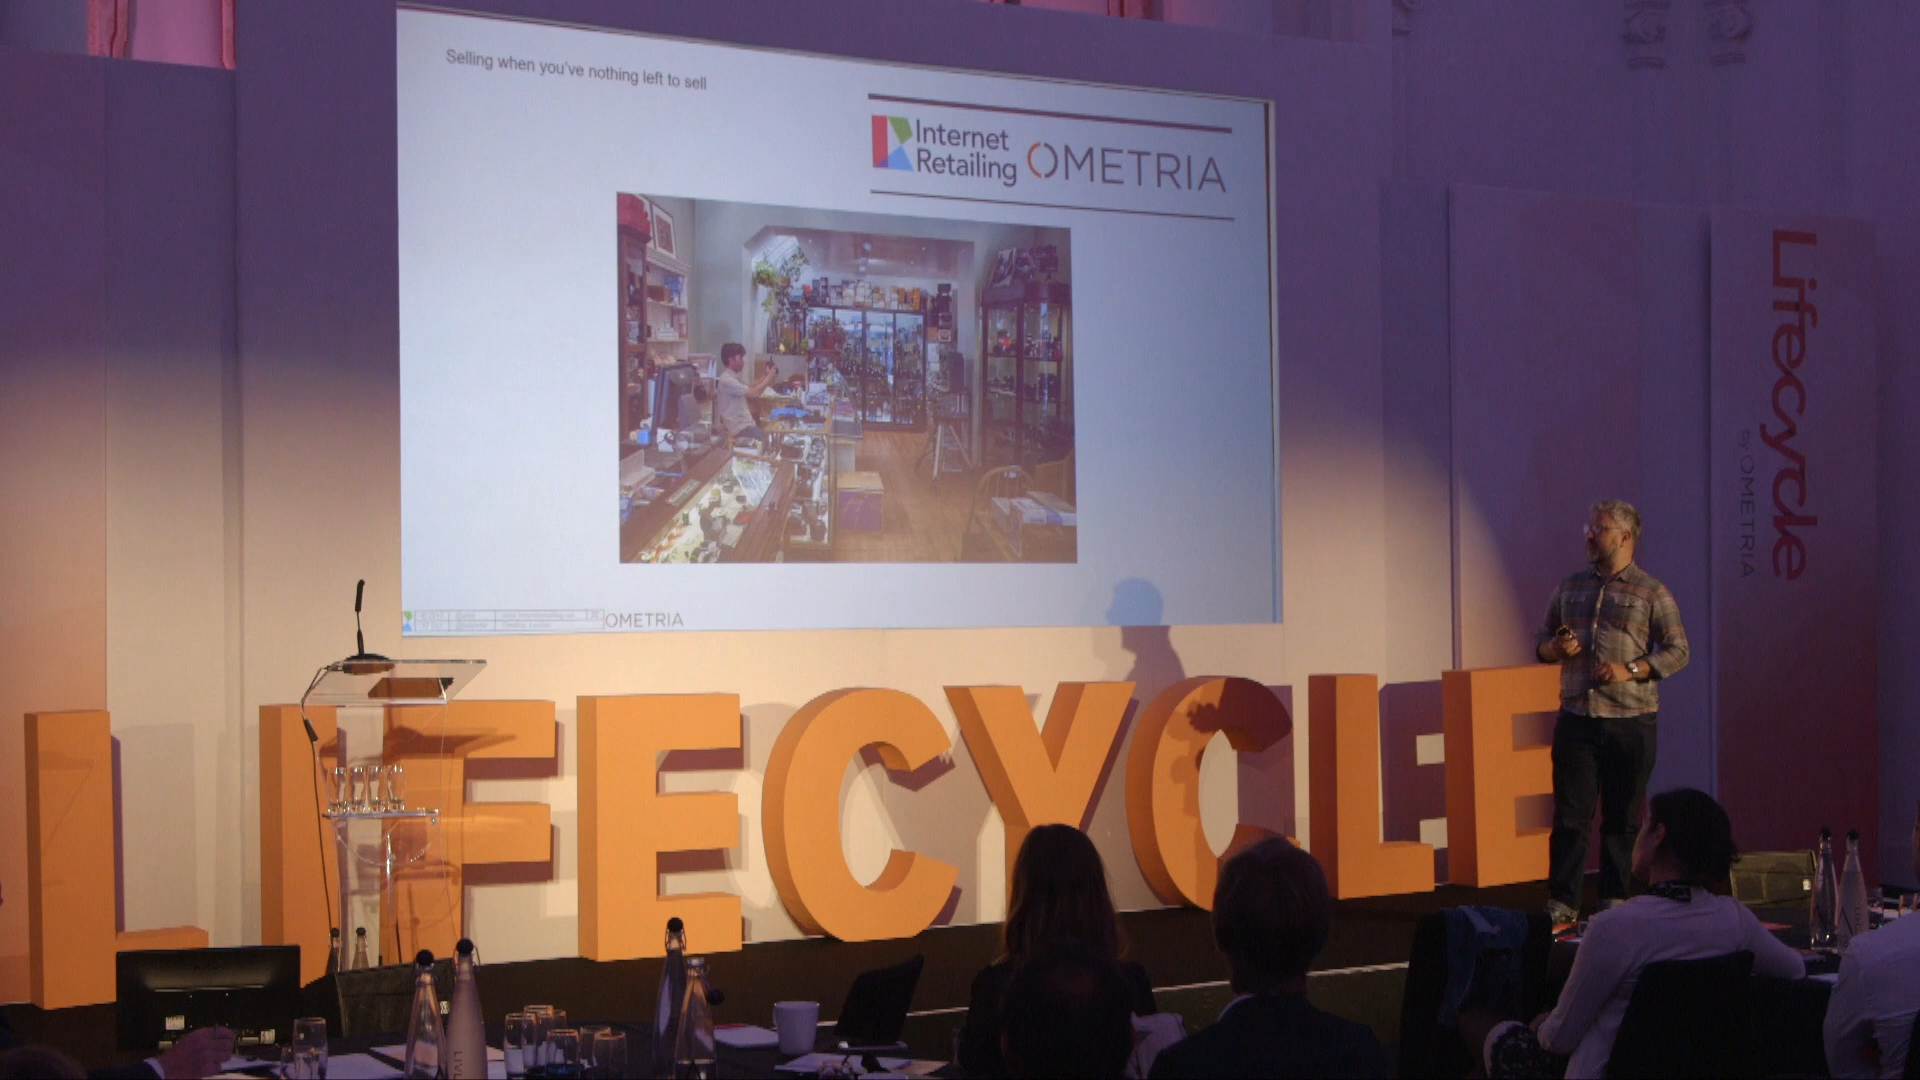 Selling when you've nothing left to sell
Internet
Retailing
OMETRIA
OMETRIA
LIFECYCLE
Lifecycle
by OMETRIA